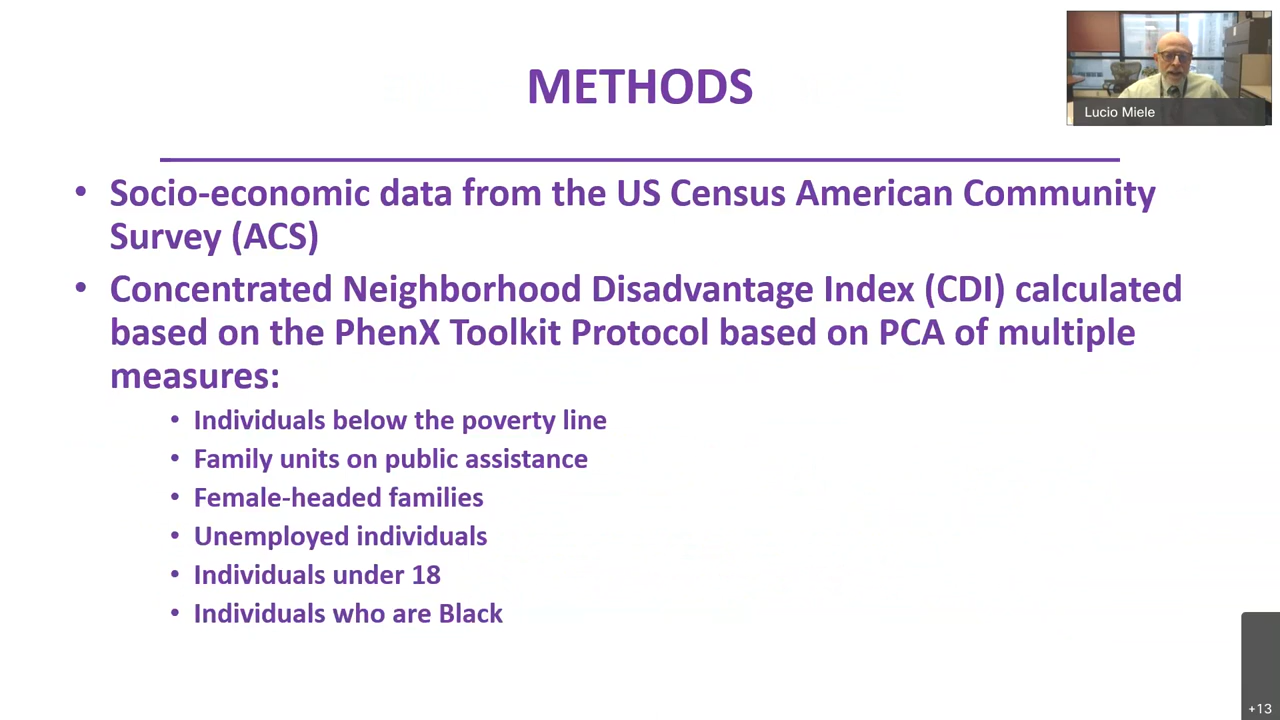 METHODS
Lucio Miele
• Socio-economic data from the US Census American Community
Survey (ACS)
• Concentrated Neighborhood Disadvantage Index (CDI) calculated
based on the PhenX Toolkit Protocol based on PCA of multiple
measures:
• Individuals below the poverty line
• Family units on public assistance
• Female-headed families
• Unemployed individuals
• Individuals under 18
• Individuals who are Black
+13